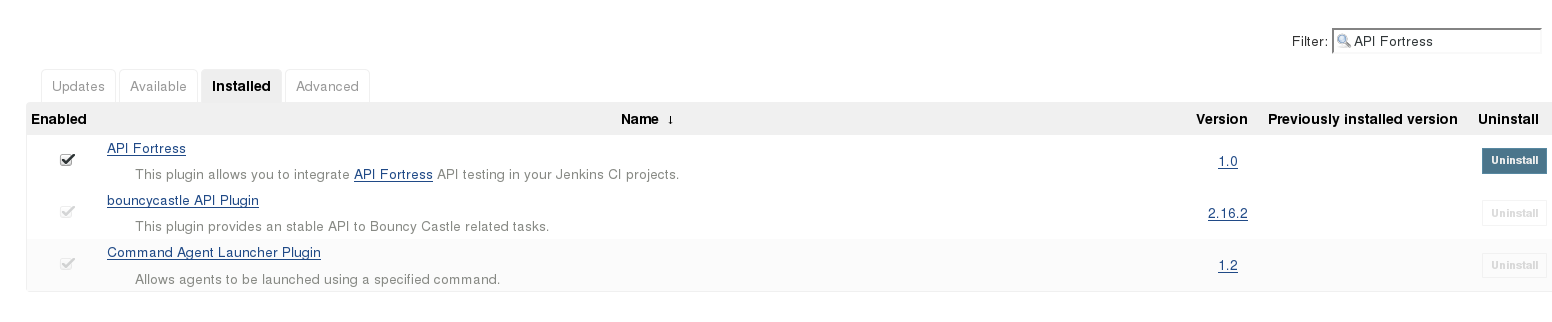 Filter: API Fortress
Updates Available Installed Advanced
Enabled Name ↓ Version Previously installed version Uninstall
API Fortress 1.0 Uninstall
This plugin allows you to integrate API Fortress API testing in your Jenkins CI projects.
bouncycastle API Plugin 2.16.2 Uninstall
This plugin provides an stable API to Bouncy Castle related tasks.
Command Agent Launcher Plugin 1.2 Uninstall
Allows agents to be launched using a specified command.